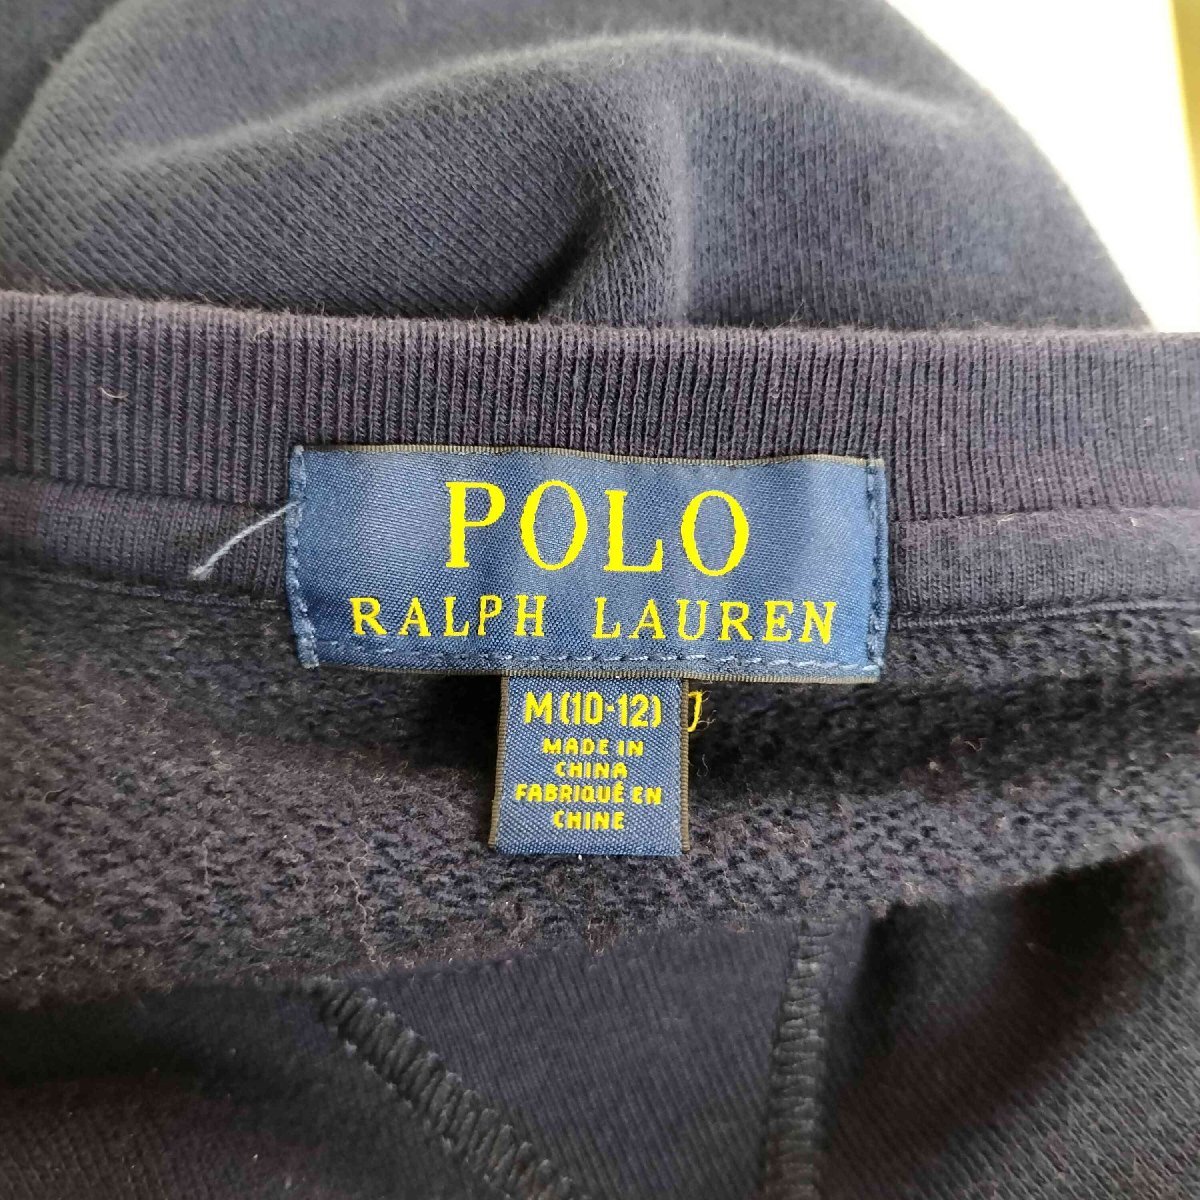 POLO
RALPH LAUREN
M(10-12)
MADE IN
CHINA
FABRIQUÉ EN
CHINE